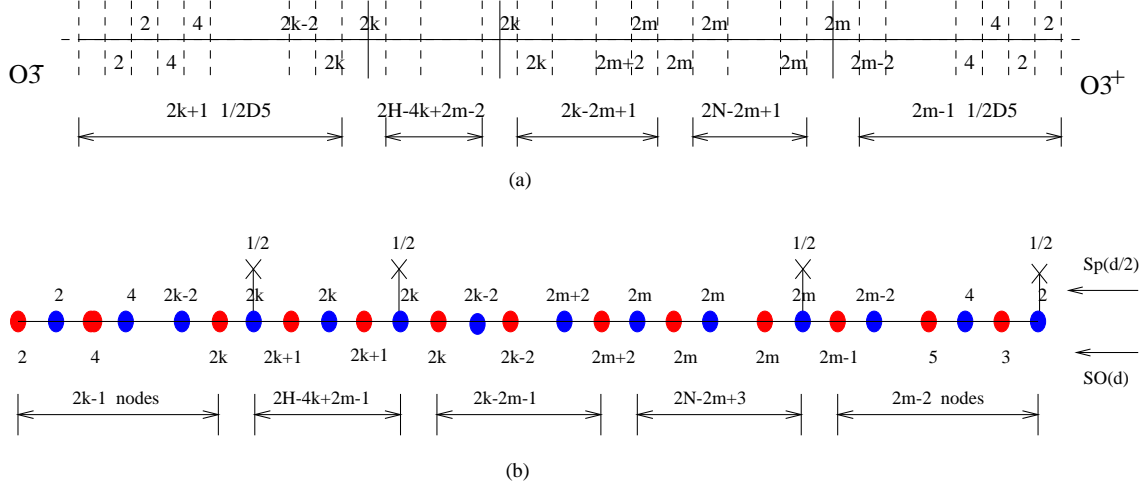 2 4 2k-2 2k 2k 2m 2m 2m 4 2
O3⁻ 2 4 2k 2k 2m+2 2m 2m 2m-2 4 2 O3⁺
2k+1 1/2D5 2H-4k+2m-2 2k-2m+1 2N-2m+1 2m-1 1/2D5
(a)
1/2 1/2 1/2 1/2
Sp(d/2)
2 4 2k-2 2k 2k 2k 2k-2 2m+2 2m 2m 2m 2m-2 4 2
2 4 2k 2k+1 2k+1 2k 2k-2 2m+2 2m 2m 2m-1 5 3
SO(d)
2k-1 nodes 2H-4k+2m-1 2k-2m-1 2N-2m+3 2m-2 nodes
(b)